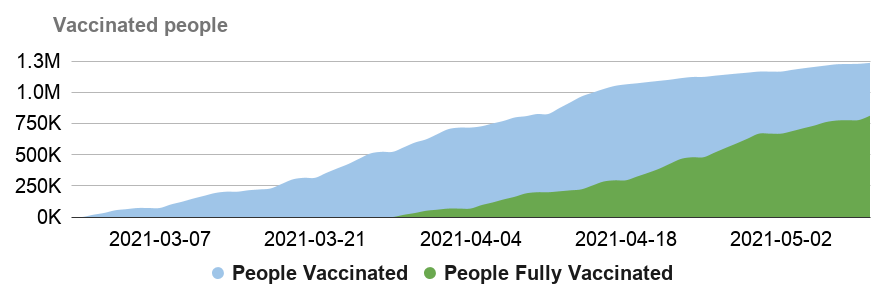 Vaccinated people
1.3M
1.0M
750K
500K
250K
0K
2021-03-07 2021-03-21 2021-04-04 2021-04-18 2021-05-02
People Vaccinated People Fully Vaccinated